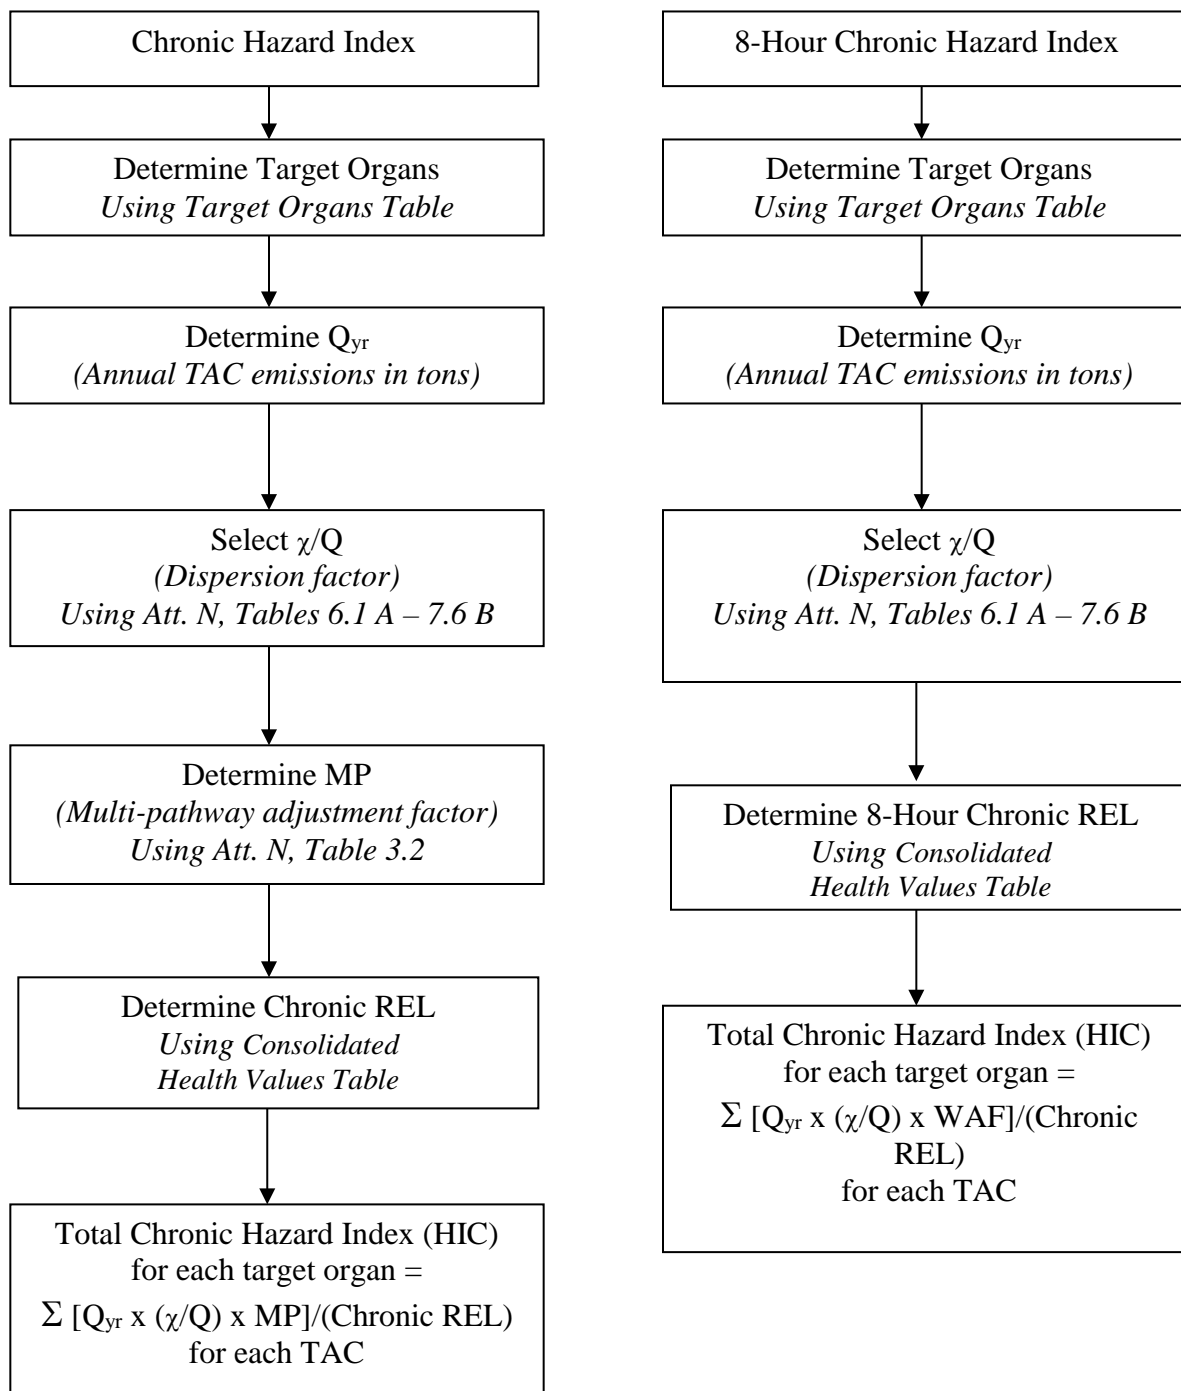 Chronic Hazard Index
Determine Target Organs
Using Target Organs Table
Determine Qyr
(Annual TAC emissions in tons)
Select χ/Q
(Dispersion factor)
Using Att. N, Tables 6.1 A – 7.6 B
Determine MP
(Multi-pathway adjustment factor)
Using Att. N, Table 3.2
Determine Chronic REL
Using Consolidated
Health Values Table
Total Chronic Hazard Index (HIC)
for each target organ =
Σ [Qyr x (χ/Q) x MP]/(Chronic REL)
for each TAC
8-Hour Chronic Hazard Index
Determine Target Organs
Using Target Organs Table
Determine Qyr
(Annual TAC emissions in tons)
Select χ/Q
(Dispersion factor)
Using Att. N, Tables 6.1 A – 7.6 B
Determine 8-Hour Chronic REL
Using Consolidated
Health Values Table
Total Chronic Hazard Index (HIC)
for each target organ =
Σ [Qyr x (χ/Q) x WAF]/(Chronic
REL)
for each TAC